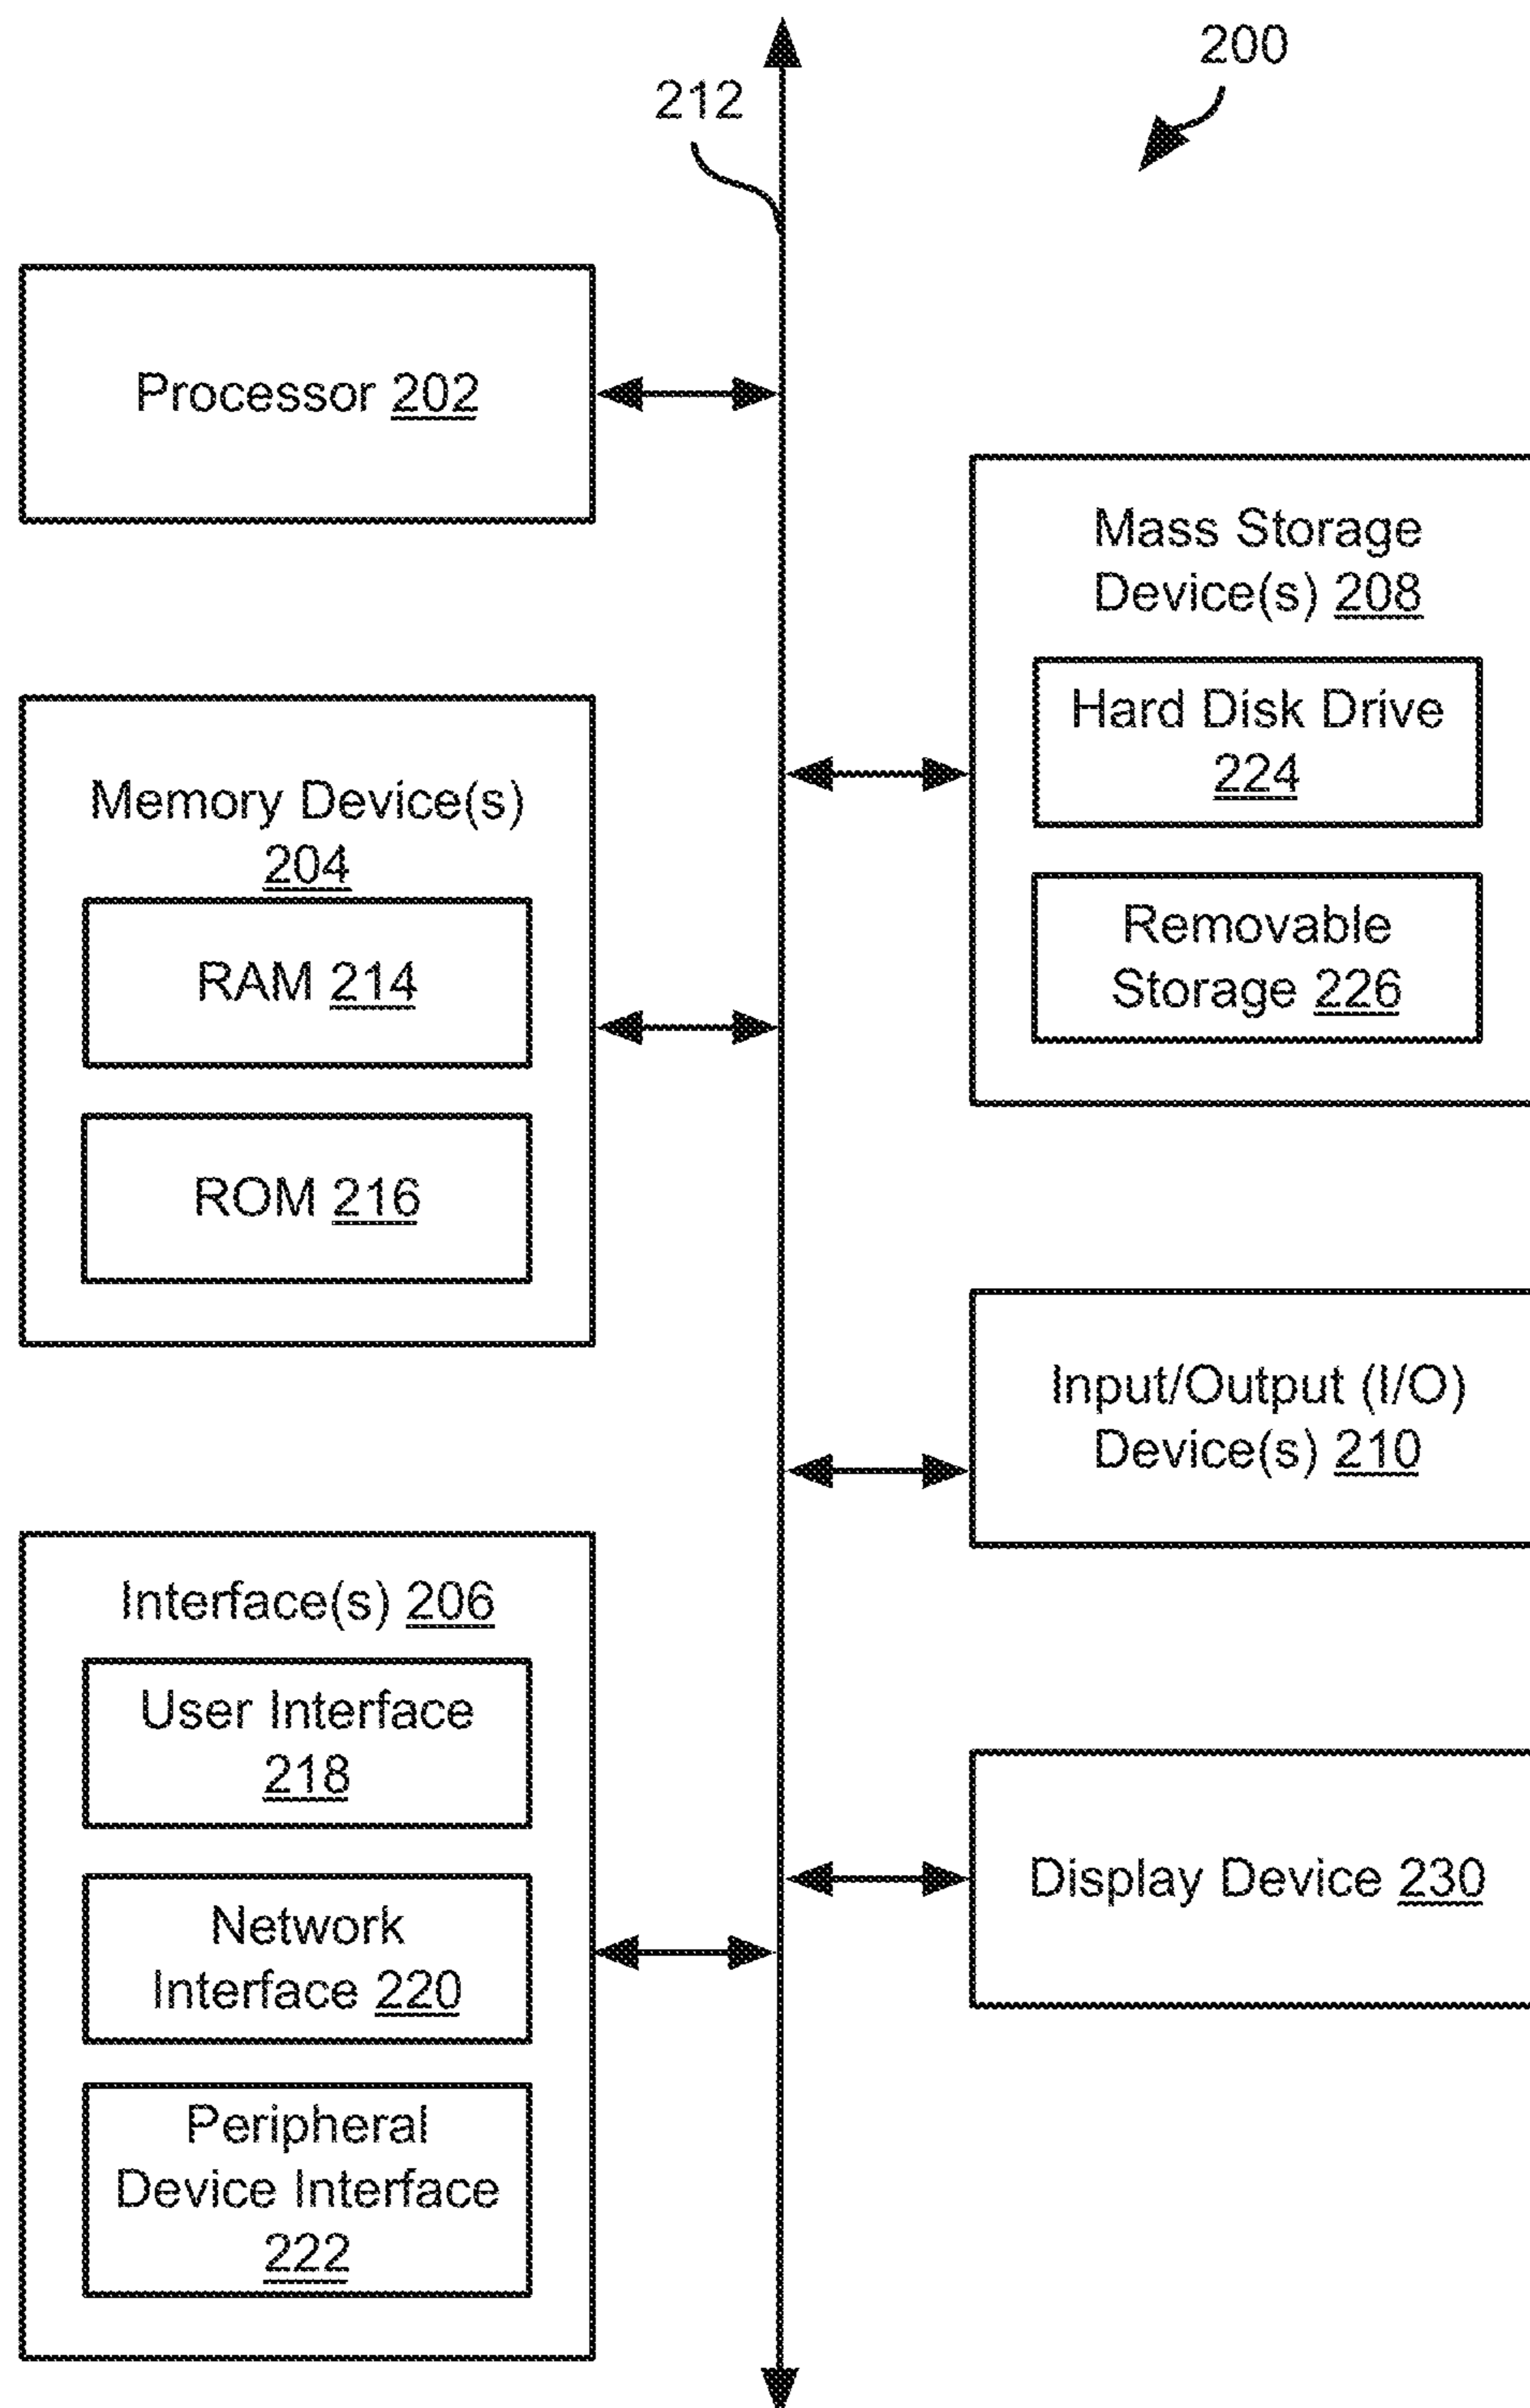 200
212
Processor 202
Mass Storage
Device(s) 208
Hard Disk Drive
224
Removable
Storage 226
Memory Device(s)
204
RAM 214
ROM 216
Input/Output (I/O)
Device(s) 210
Interface(s) 206
User Interface
218
Network
Interface 220
Peripheral
Device Interface
222
Display Device 230